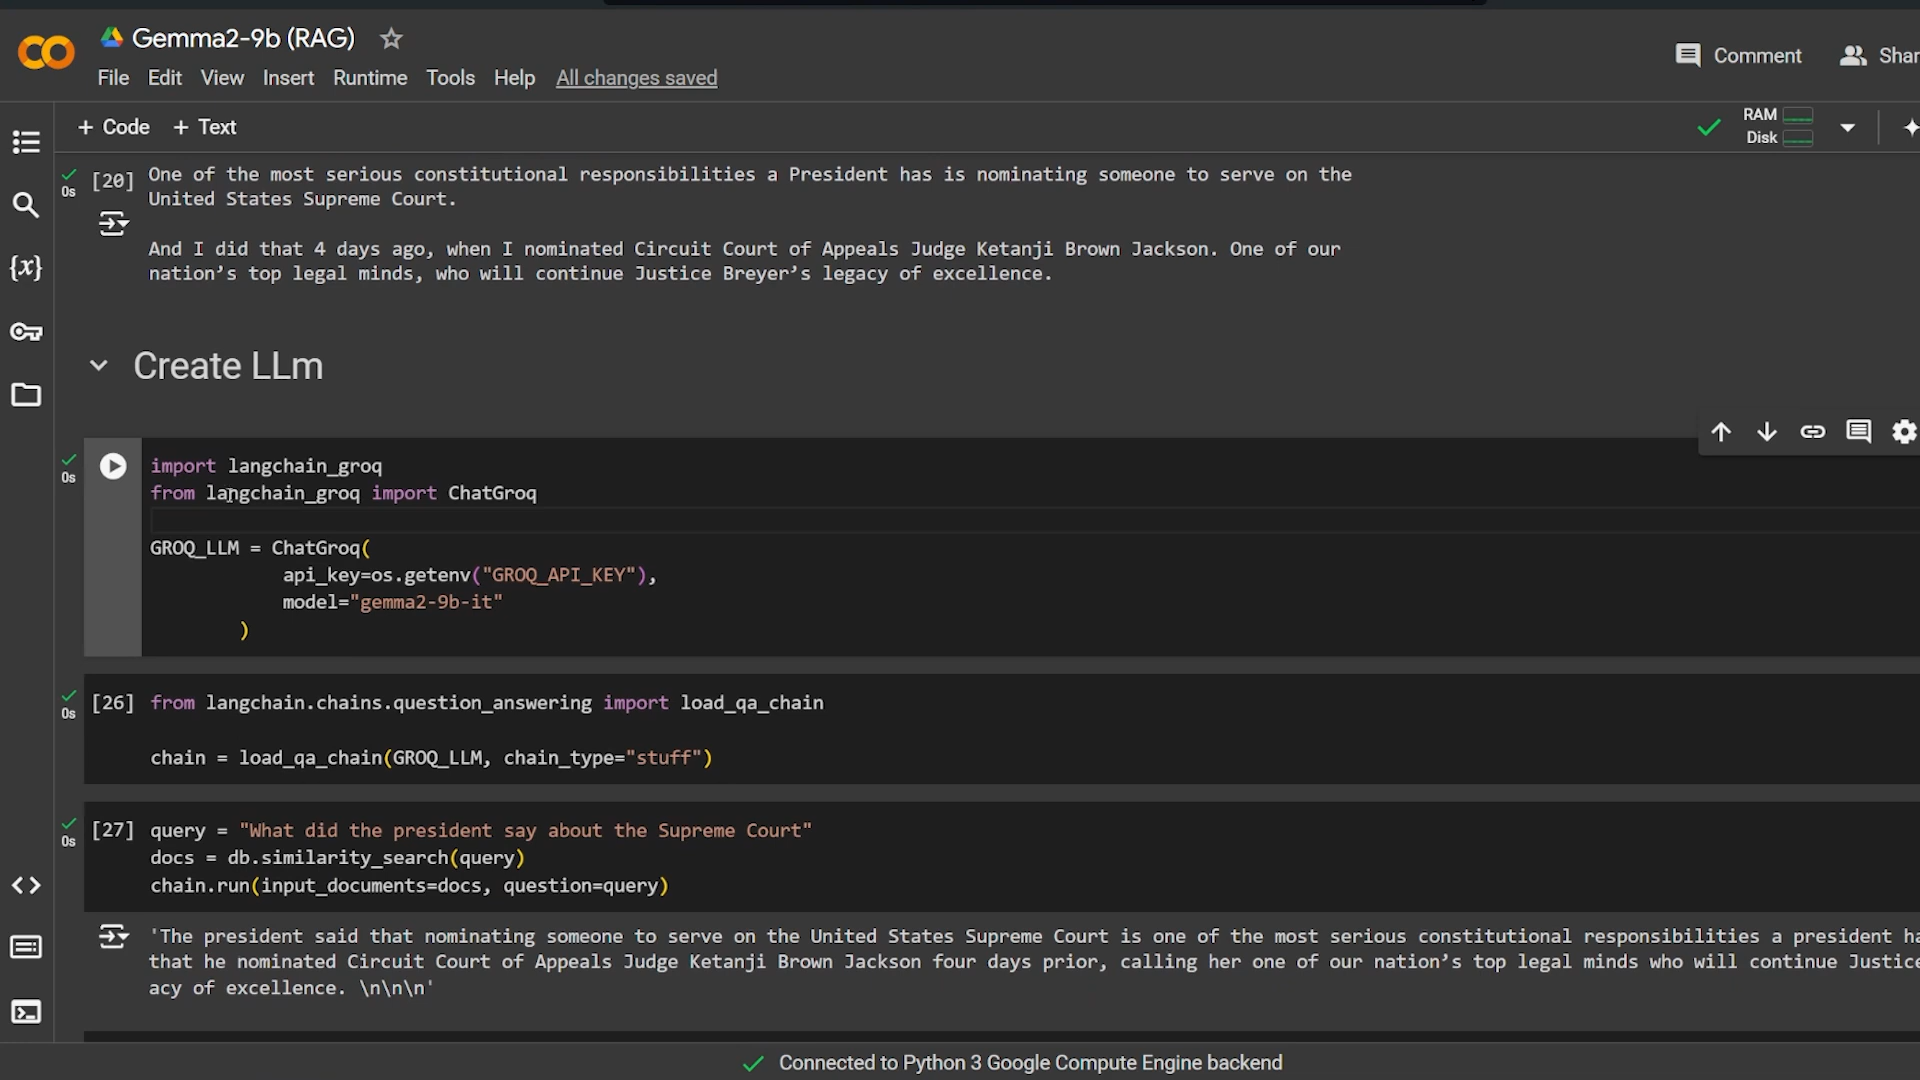 Gemma2-9b (RAG)
File Edit View Insert Runtime Tools Help All changes saved
Comment
Shar
+ Code + Text
RAM
Disk
0s
[20]
One of the most serious constitutional responsibilities a President has is nominating someone to serve on the
United States Supreme Court.
And I did that 4 days ago, when I nominated Circuit Court of Appeals Judge Ketanji Brown Jackson. One of our
nation’s top legal minds, who will continue Justice Breyer’s legacy of excellence.
{x}
Create LLm
0s
import langchain_groq
from langchain_groq import ChatGroq
GROQ_LLM = ChatGroq(
api_key=os.getenv("GROQ_API_KEY"),
model="gemma2-9b-it"
)
0s
[26] from langchain.chains.question_answering import load_qa_chain
chain = load_qa_chain(GROQ_LLM, chain_type="stuff")
0s
[27] query = "What did the president say about the Supreme Court"
docs = db.similarity_search(query)
chain.run(input_documents=docs, question=query)
'The president said that nominating someone to serve on the United States Supreme Court is one of the most serious constitutional responsibilities a president ha
that he nominated Circuit Court of Appeals Judge Ketanji Brown Jackson four days prior, calling her one of our nation’s top legal minds who will continue Justice
acy of excellence. \n\n\n'
Connected to Python 3 Google Compute Engine backend